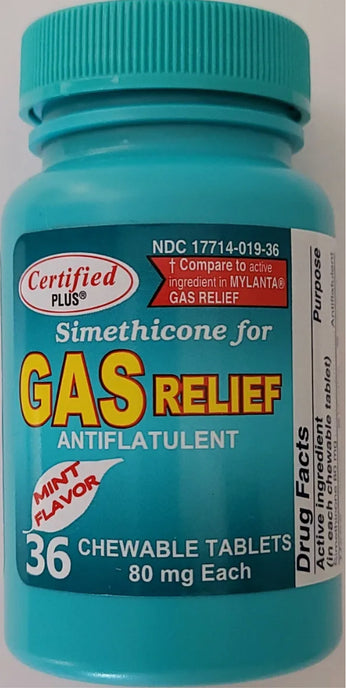 NDC 17714-019-36
Certified
PLUS®
† Compare to active
ingredient in MYLANTA®
GAS RELIEF
Simethicone for
GAS RELIEF
ANTIFLATULENT
MINT
FLAVOR
36 CHEWABLE TABLETS
80 mg Each
Drug Facts
Active ingredient Purpose
(in each chewable tablet)
Antiflatulent